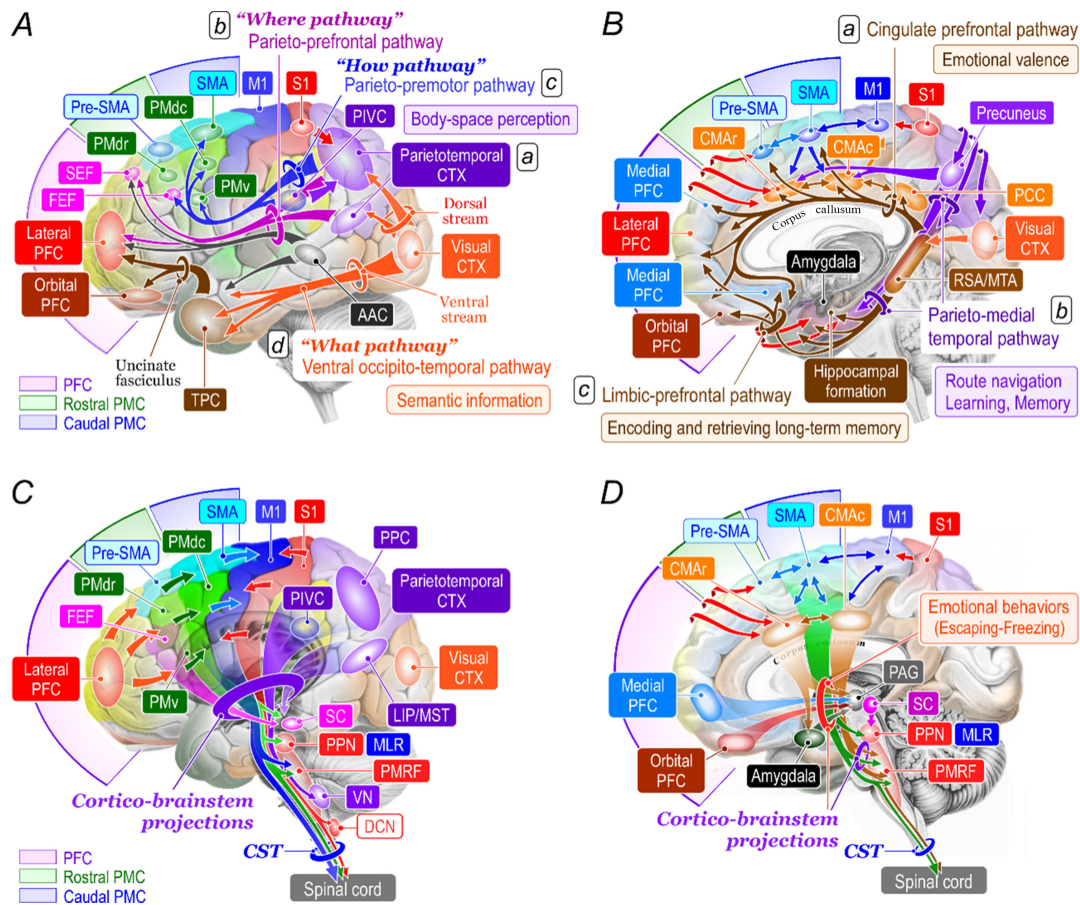 A
b
“Where pathway”
Parieto-prefrontal pathway
“How pathway”
Parieto-premotor pathway
c
SMA
M1
S1
Pre-SMA
PMdc
PIVC
Body-space perception
PMdr
Parietotemporal
CTX
a
SEF
FEF
PMv
Dorsal
stream
Lateral
PFC
Visual
CTX
Orbital
PFC
AAC
Ventral
stream
d
“What pathway”
Ventral occipito-temporal pathway
Uncinate
fasciculus
TPC
Semantic information
PFC
Rostral PMC
Caudal PMC
B
a
Cingulate prefrontal pathway
Emotional valence
SMA
M1
S1
Pre-SMA
Precuneus
CMAr
CMAc
Medial
PFC
PCC
Corpus callusum
Lateral
PFC
Visual
CTX
Amygdala
Medial
PFC
RSA/MTA
Orbital
PFC
Parieto-medial
temporal pathway
b
Hippocampal
formation
c
Limbic-prefrontal pathway
Route navigation
Learning, Memory
Encoding and retrieving long-term memory
C
SMA
M1
S1
Pre-SMA
PMdc
PPC
PMdr
Parietotemporal
CTX
FEF
PIVC
Lateral
PFC
Visual
CTX
PMv
LIP/MST
SC
PPN
MLR
PMRF
Cortico-brainstem
projections
VN
DCN
CST
Spinal cord
PFC
Rostral PMC
Caudal PMC
D
SMA
CMAc
M1
S1
Pre-SMA
CMAr
Emotional behaviors
(Escaping-Freezing)
Corpus callosum
PAG
Medial
PFC
SC
PPN
MLR
Orbital
PFC
Amygdala
PMRF
Cortico-brainstem
projections
CST
Spinal cord